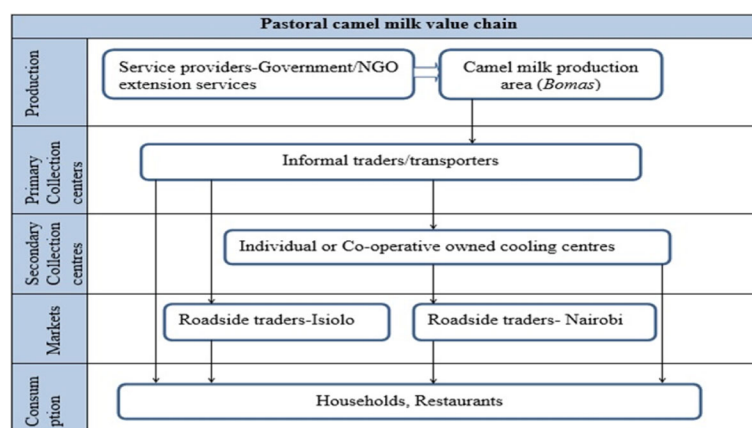 Pastoral camel milk value chain
Production
Service providers-Government/NGO
extension services
Camel milk production
area (Bomas)
Primary
Collection
centers
Informal traders/transporters
Secondary
Collection
centres
Individual or Co-operative owned cooling centres
Markets
Roadside traders-Isiolo
Roadside traders- Nairobi
Consum
ption
Households, Restaurants